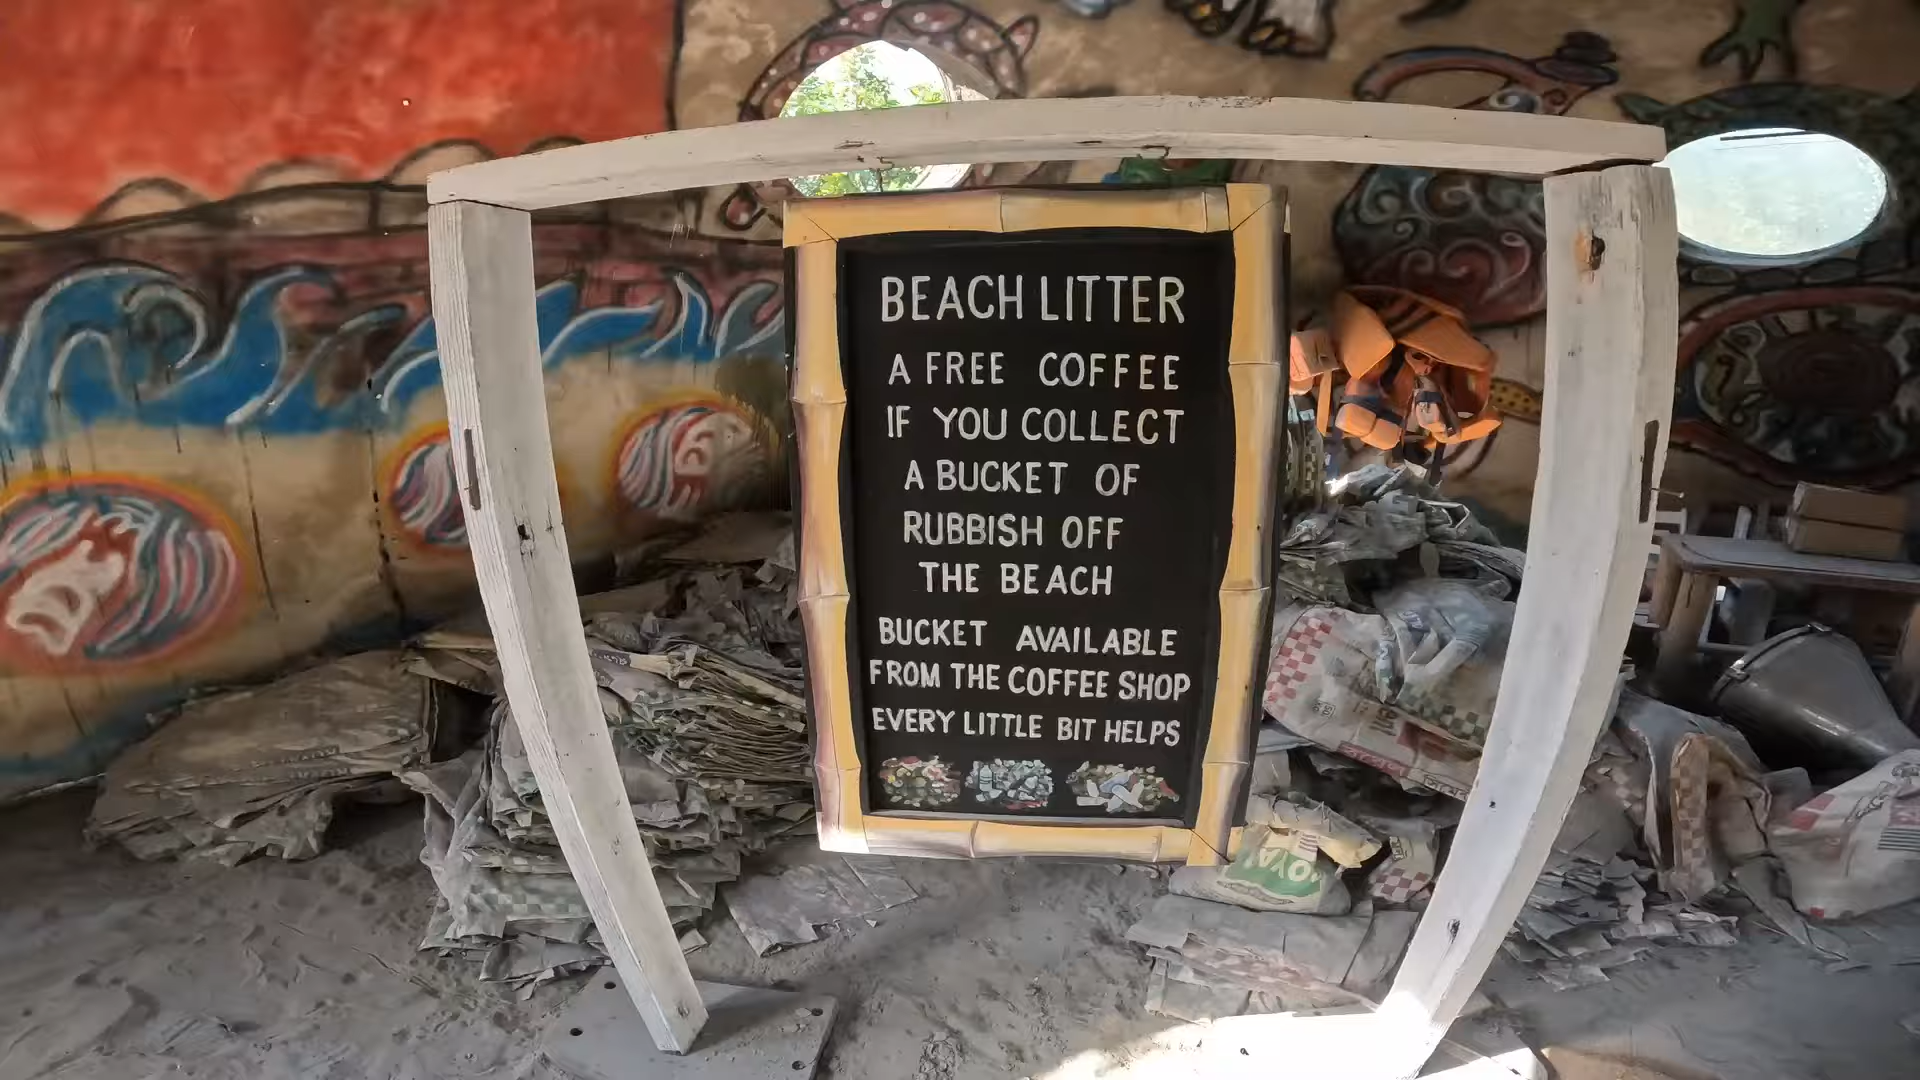 BEACH LITTER
A FREE COFFEE
IF YOU COLLECT
A BUCKET OF
RUBBISH OFF
THE BEACH
BUCKET AVAILABLE
FROM THE COFFEE SHOP
EVERY LITTLE BIT HELPS